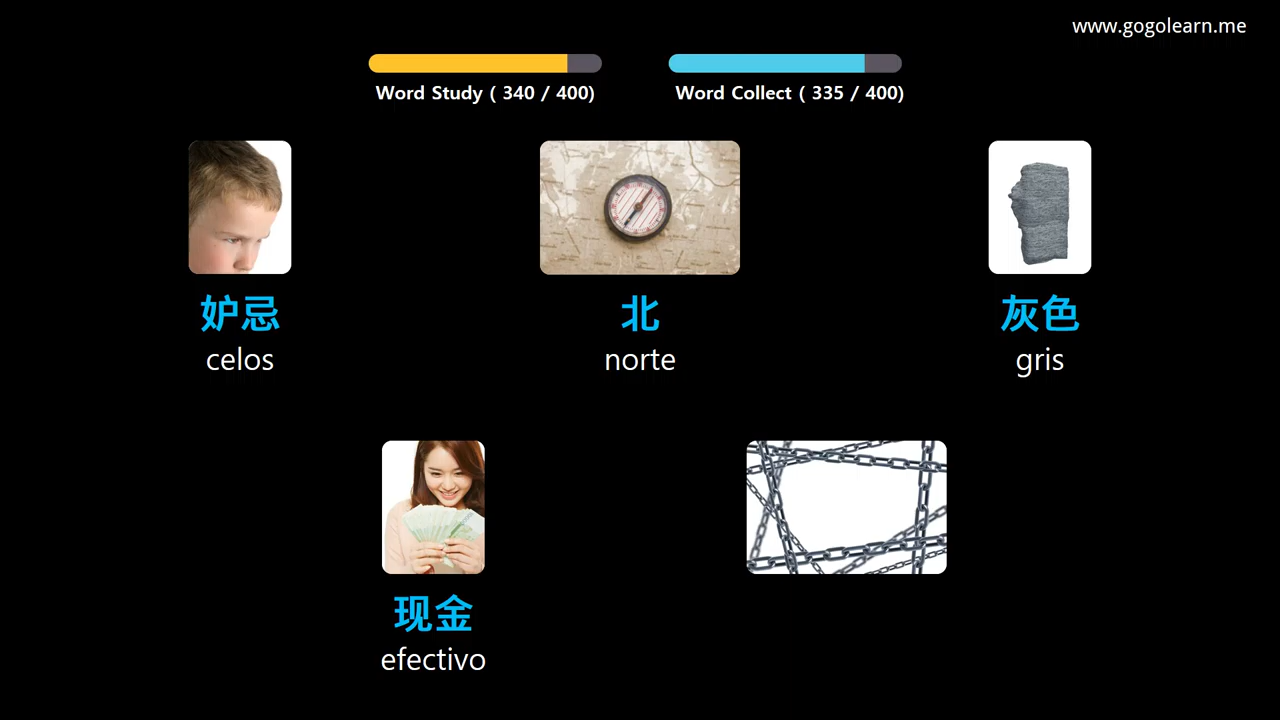 www.gogolearn.me
Word Study ( 340 / 400)
Word Collect ( 335 / 400)
妒忌
celos
北
norte
灰色
gris
现金
efectivo